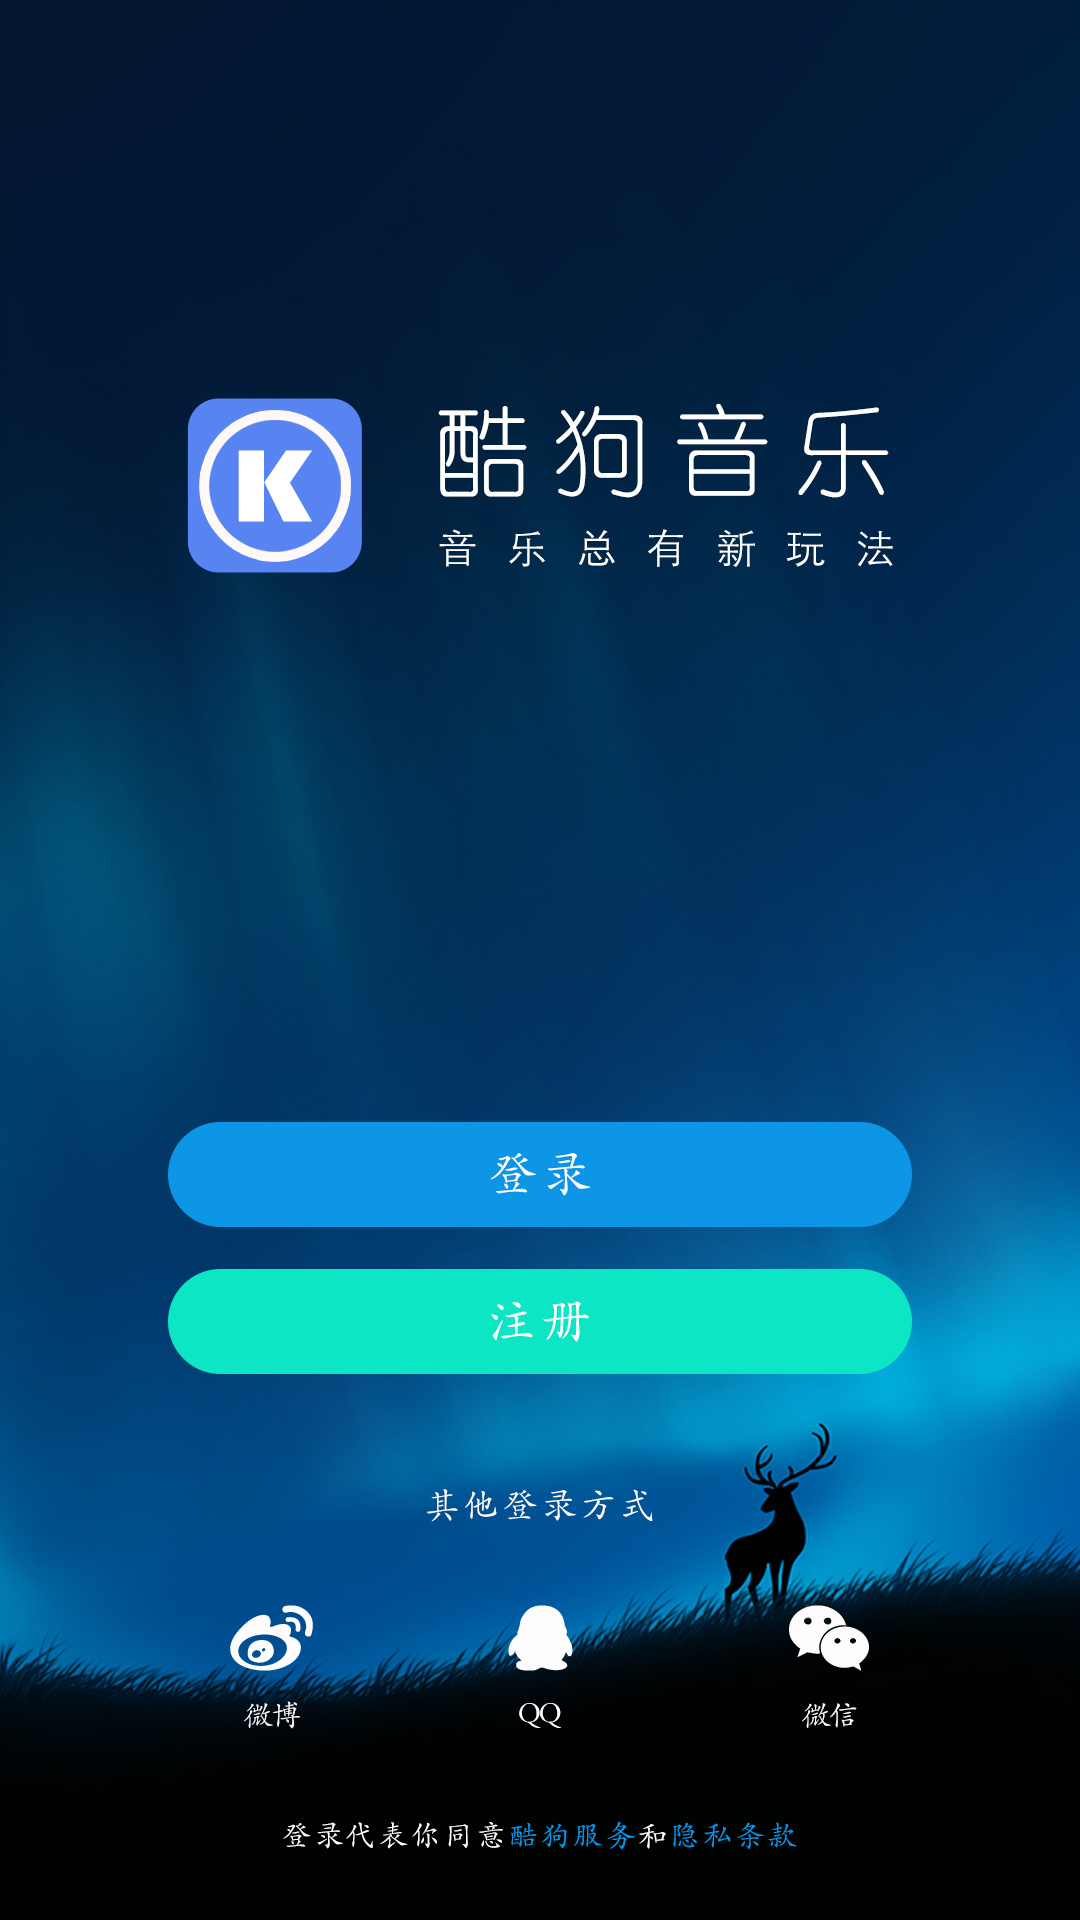 K
酷狗音乐
音乐总有新玩法
登录
注册
其他登录方式
微博 QQ 微信
登录代表你同意酷狗服务和隐私条款